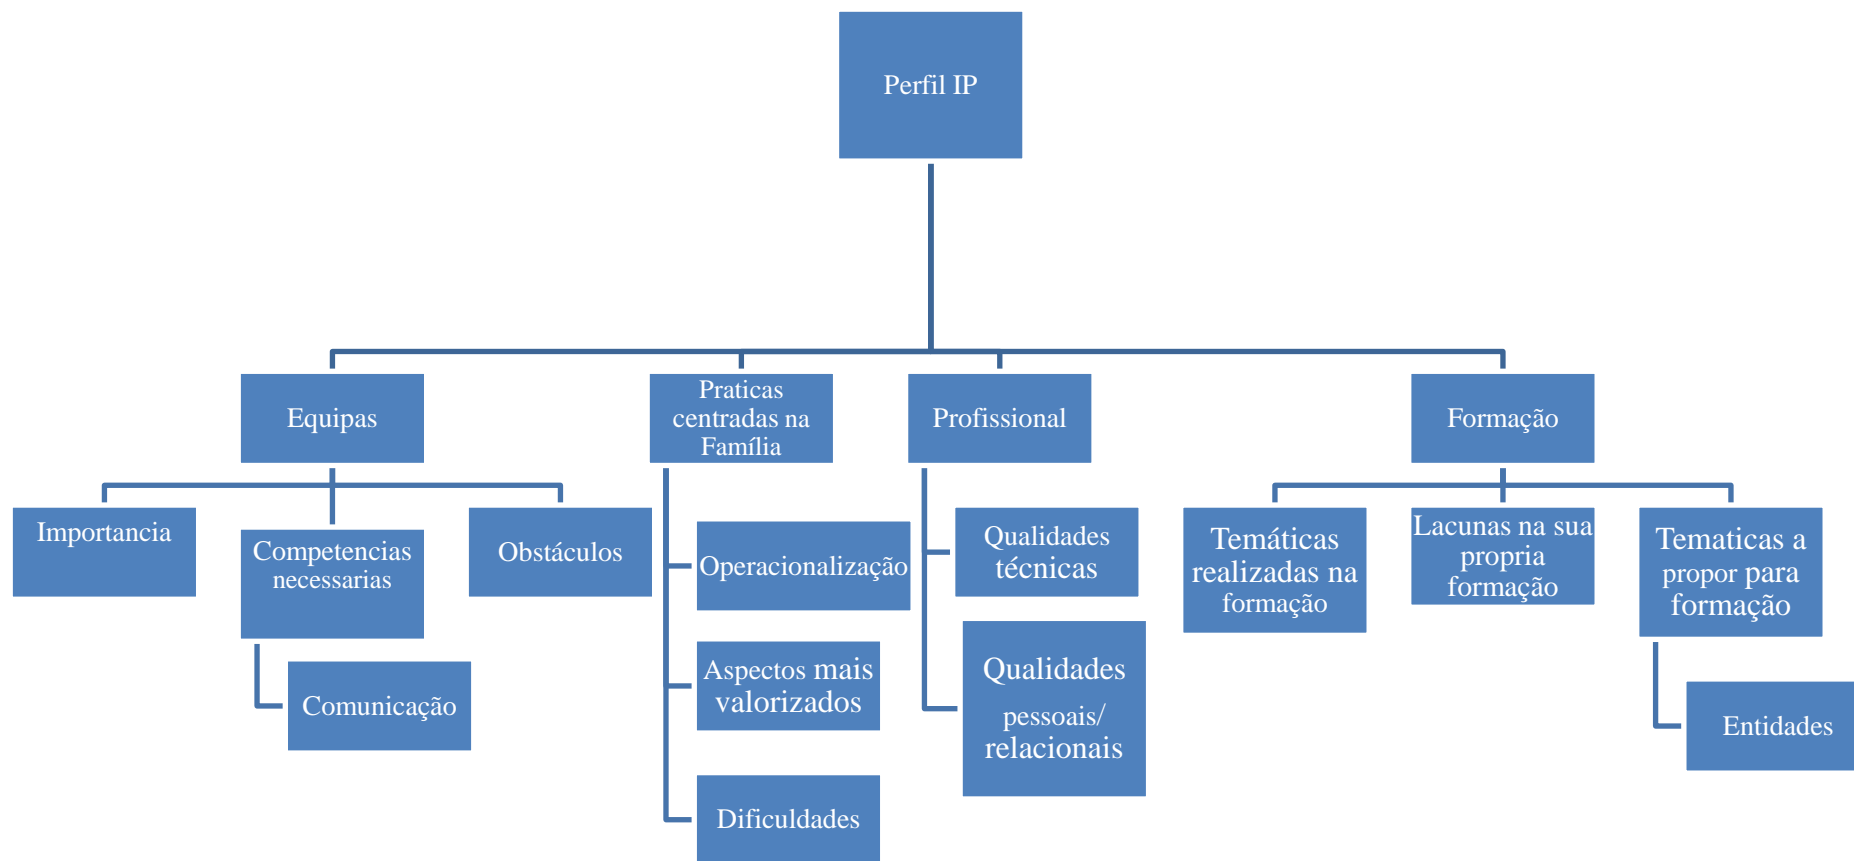 Perfil IP
Equipas
Praticas
centradas na
Família
Profissional
Formação
Importancia
Competencias
necessarias
Obstáculos
Comunicação
Operacionalização
Aspectos mais
valorizados
Dificuldades
Qualidades
técnicas
Qualidades
pessoais/
relacionais
Temáticas
realizadas na
formação
Lacunas na sua
propria
formação
Tematicas a
propor para
formação
Entidades